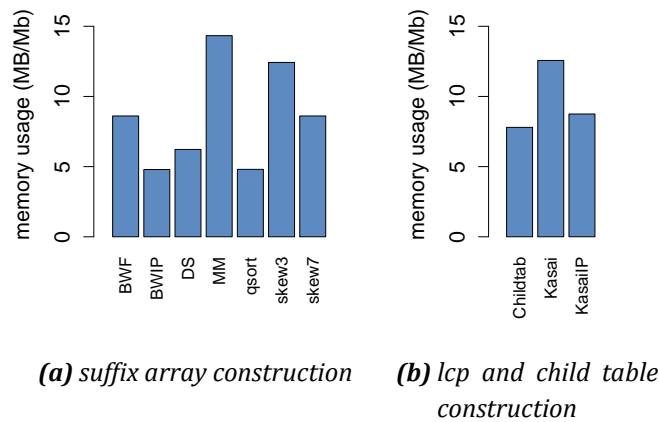 memory usage (MB/Mb)
0
5
10
15
BWF
BWIP
DS
MM
qsort
skew3
skew7
(a) suffix array construction
memory usage (MB/Mb)
0
5
10
15
Childtab
Kasai
KasaiIP
(b) lcp and child table
construction